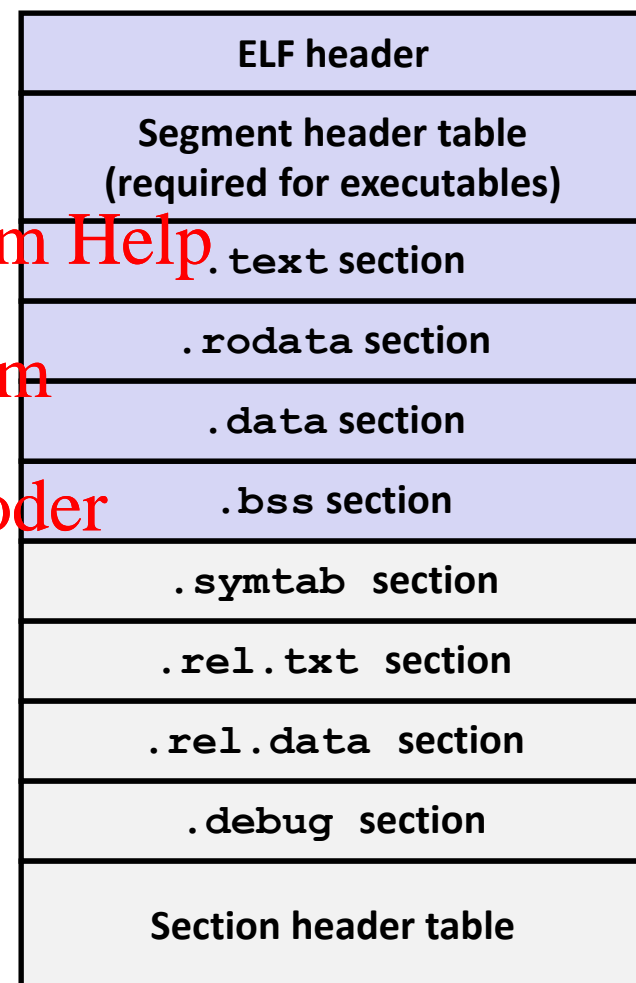 ELF header
Segment header table
(required for executables)
m Help
.text section
.rodata section
m
.data section
oder
.bss section
.symtab section
.rel.txt section
.rel.data section
.debug section
Section header table